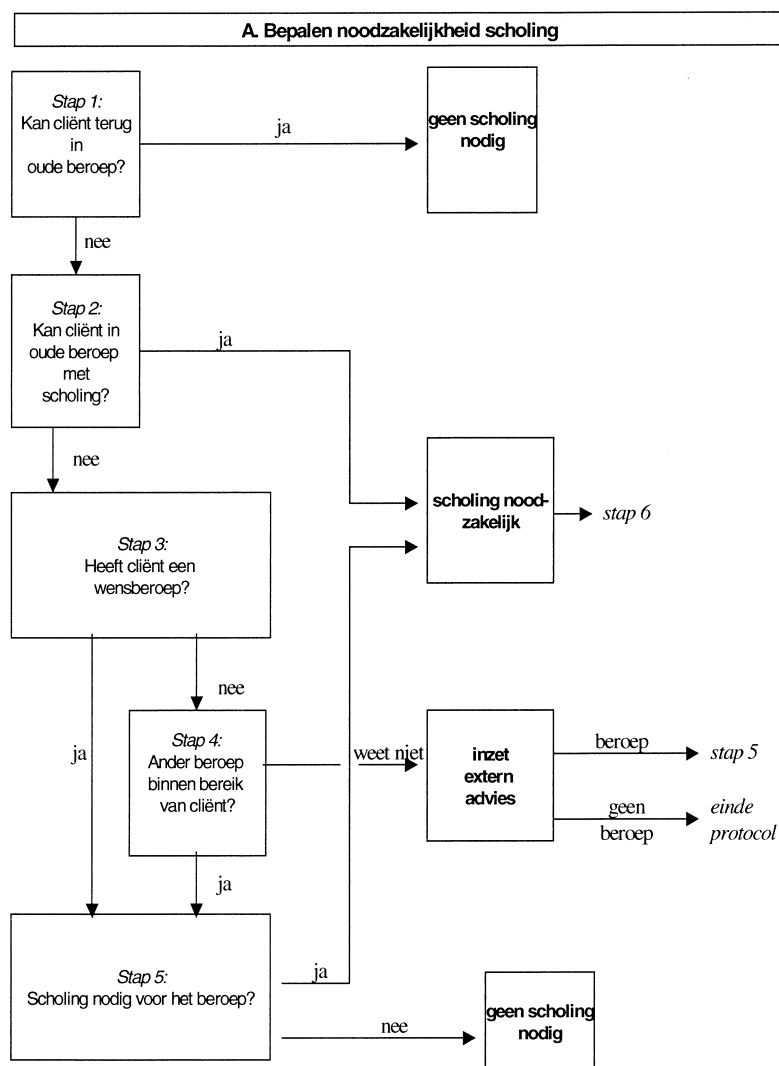 A. Bepalen noodzakelijkheid scholing
Stap 1:
Kan cliënt terug
in
oude beroep?
ja
geen scholing
nodig
nee
Stap 2:
Kan cliënt in
oude beroep
met
scholing?
ja
nee
scholing nood-
zakelijk
stap 6
Stap 3:
Heeft cliënt een
wensberoep?
nee
ja
Stap 4:
Ander beroep
binnen bereik
van cliënt?
weet niet
inzet
extern
advies
beroep
stap 5
geen
beroep
einde
protocol
ja
Stap 5:
Scholing nodig voor het beroep?
ja
nee
geen scholing
nodig